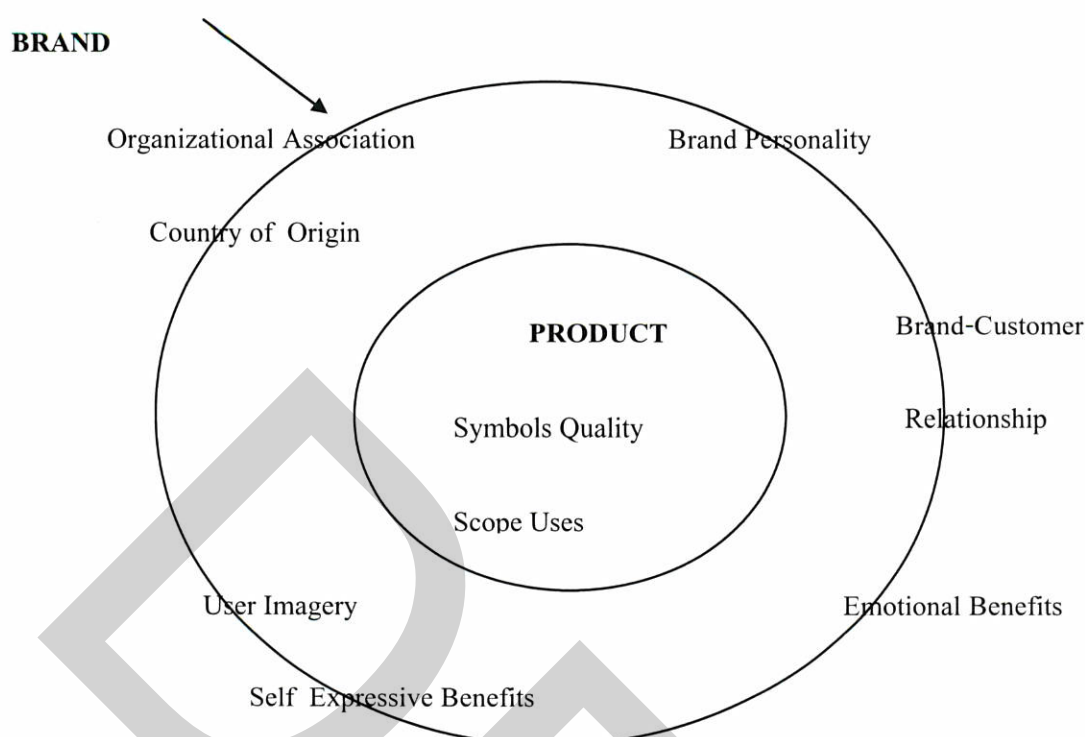 BRAND
Organizational Association
Brand Personality
Country of Origin
PRODUCT
Brand-Customer
Symbols Quality
Relationship
Scope Uses
User Imagery
Emotional Benefits
Self Expressive Benefits